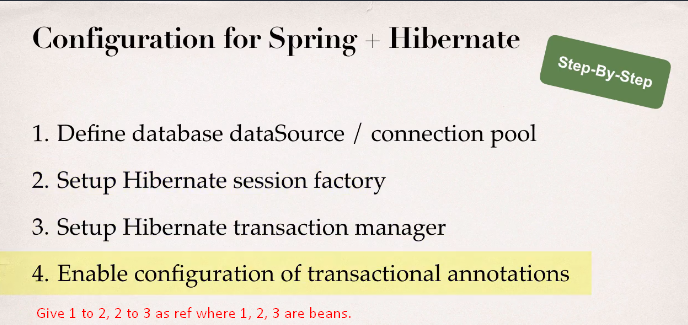 Configuration for Spring + Hibernate
Step-By-Step
1. Define database dataSource / connection pool
2. Setup Hibernate session factory
3. Setup Hibernate transaction manager
4. Enable configuration of transactional annotations
Give 1 to 2, 2 to 3 as ref where 1, 2, 3 are beans.